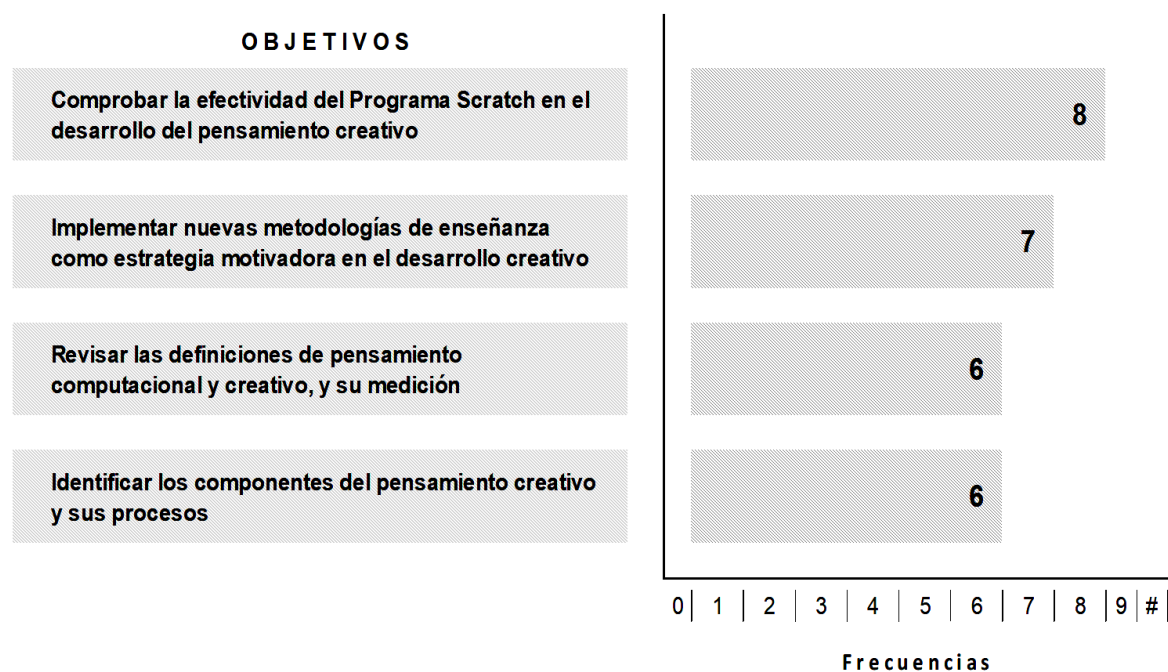 OBJETIVOS
Comprobar la efectividad del Programa Scratch en el
desarrollo del pensamiento creativo
8
Implementar nuevas metodologías de enseñanza
como estrategia motivadora en el desarrollo creativo
7
Revisar las definiciones de pensamiento
computacional y creativo, y su medición
6
Identificar los componentes del pensamiento creativo
y sus procesos
6
0 1 2 3 4 5 6 7 8 9 #
Frecuencias